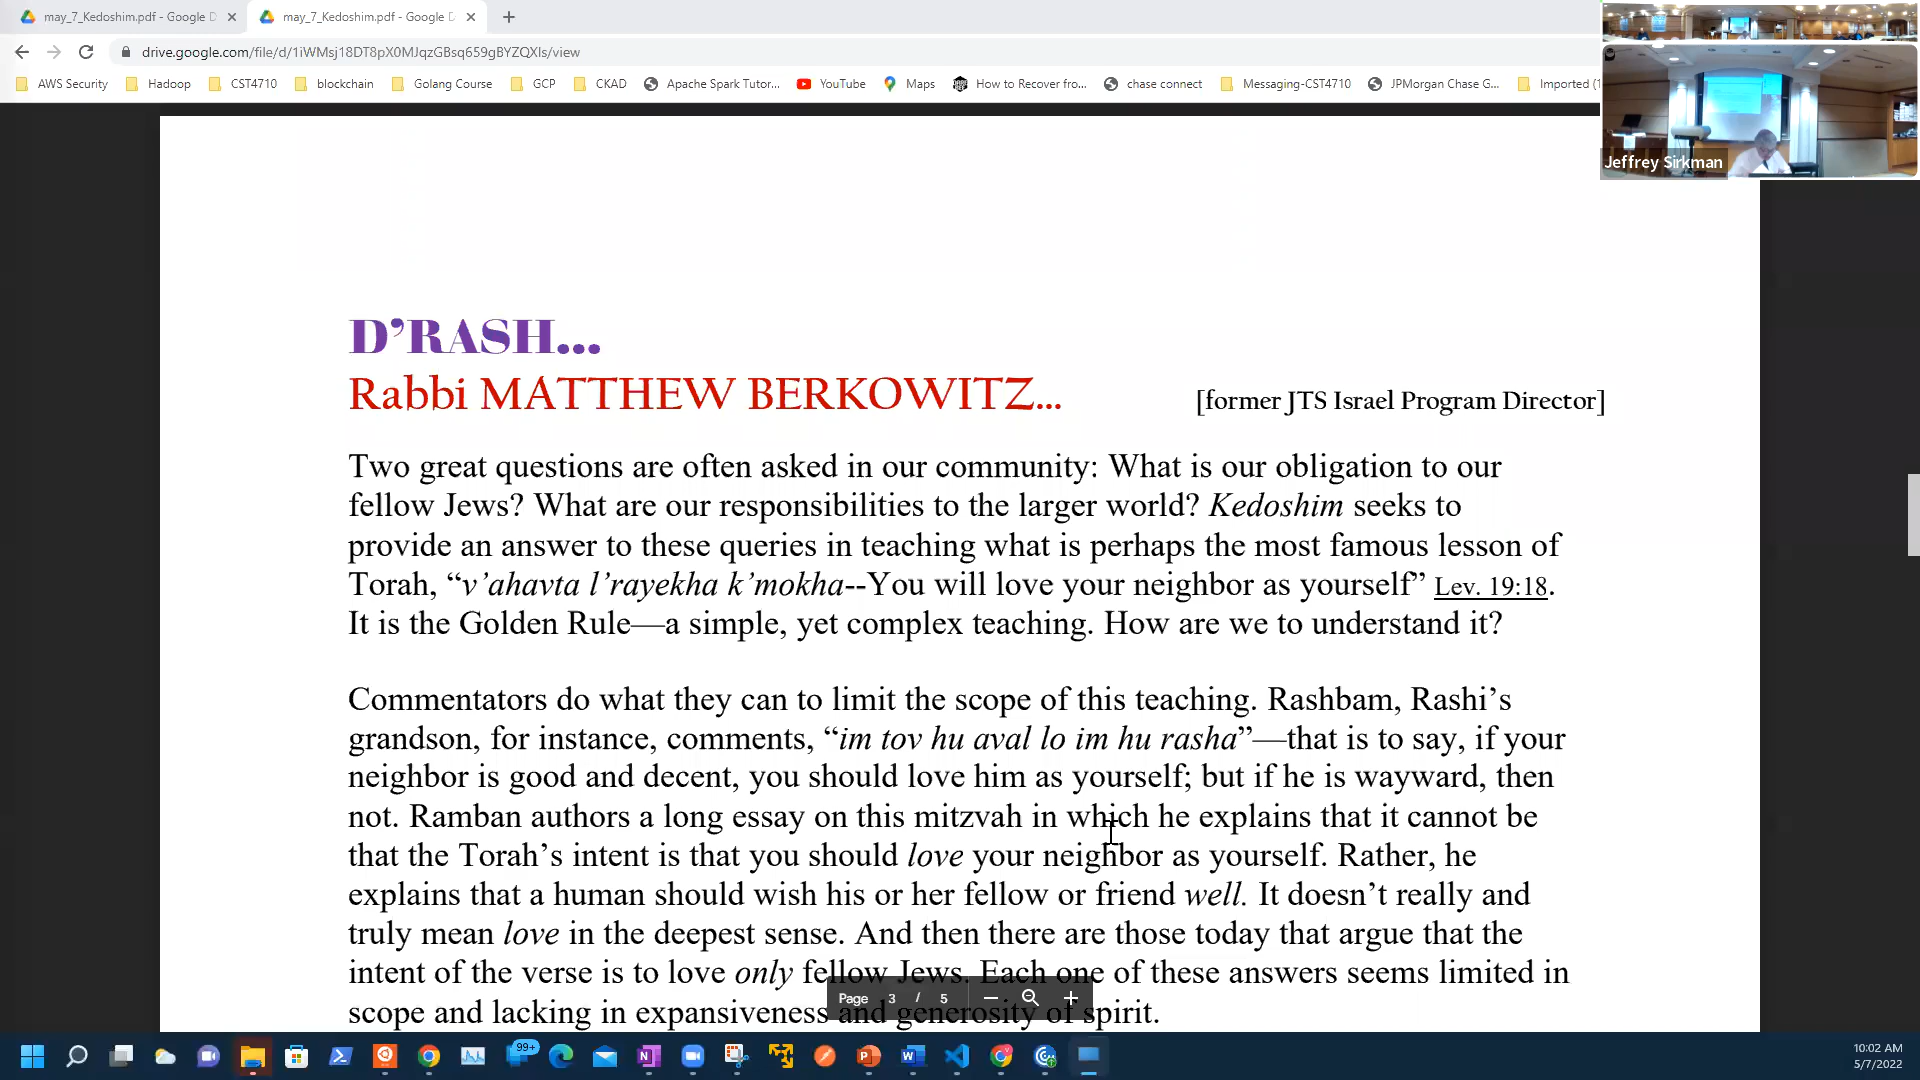 may_7_Kedoshim.pdf - Google D
may_7_Kedoshim.pdf - Google D
drive.google.com/file/d/1iWMsj18DT8pX0MJqzGBsq659gBYZQXIs/view
AWS Security
Hadoop
CST4710
blockchain
Golang Course
GCP
CKAD
Apache Spark Tutor...
YouTube
Maps
How to Recover fro...
chase connect
Messaging-CST4710
JPMorgan Chase G...
Imported (1
Jeffrey Sirkman
D’RASH...
Rabbi MATTHEW BERKOWITZ... [former JTS Israel Program Director]
Two great questions are often asked in our community: What is our obligation to our
fellow Jews? What are our responsibilities to the larger world? Kedoshim seeks to
provide an answer to these queries in teaching what is perhaps the most famous lesson of
Torah, “v’ahavta l’rayekha k’mokha--You will love your neighbor as yourself” Lev. 19:18.
It is the Golden Rule—a simple, yet complex teaching. How are we to understand it?
Commentators do what they can to limit the scope of this teaching. Rashbam, Rashi’s
grandson, for instance, comments, “im tov hu aval lo im hu rasha”—that is to say, if your
neighbor is good and decent, you should love him as yourself; but if he is wayward, then
not. Ramban authors a long essay on this mitzvah in which he explains that it cannot be
that the Torah’s intent is that you should love your neighbor as yourself. Rather, he
explains that a human should wish his or her fellow or friend well. It doesn’t really and
truly mean love in the deepest sense. And then there are those today that argue that the
intent of the verse is to love only fellow Jews. Each one of these answers seems limited in
scope and lacking in expansiveness and generosity of spirit.
Page 3 / 5
99+
10:02 AM
5/7/2022